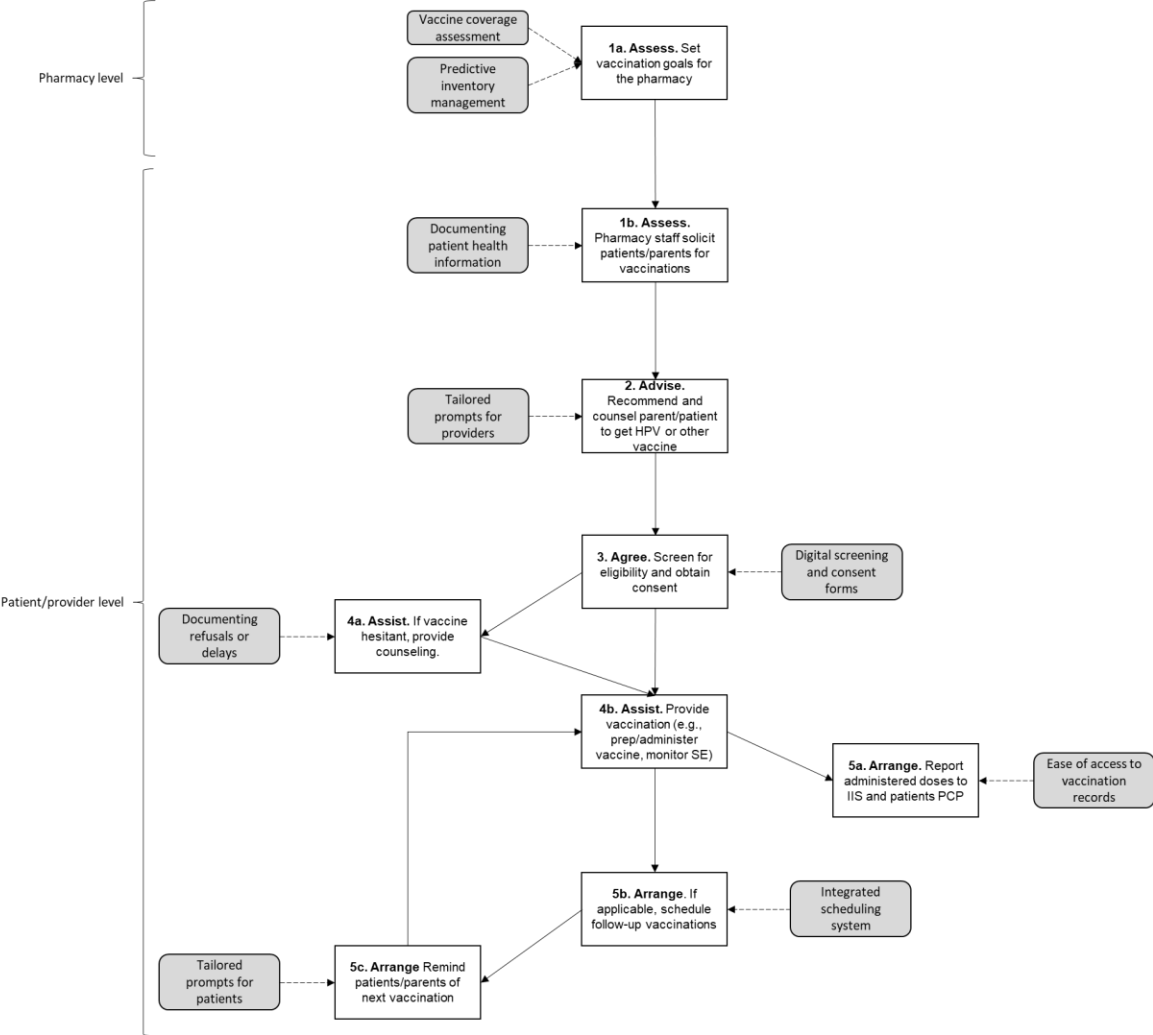 Vaccine coverage
assessment
1a. Assess. Set
vaccination goals for
the pharmacy
Pharmacy level
Predictive
inventory
management
Documenting
patient health
information
1b. Assess.
Pharmacy staff solicit
patients/parents for
vaccinations
Tailored
prompts for
providers
2. Advise.
Recommend and
counsel parent/patient
to get HPV or other
vaccine
3. Agree. Screen for
eligibility and obtain
consent
Digital screening
and consent
forms
Patient/provider level
Documenting
refusals or
delays
4a. Assist. If vaccine
hesitant, provide
counseling.
4b. Assist. Provide
vaccination (e.g.,
prep/administer
vaccine, monitor SE)
5a. Arrange. Report
administered doses to
IIS and patients PCP
Ease of access to
vaccination
records
5b. Arrange. If
applicable, schedule
follow-up vaccinations
Integrated
scheduling
system
Tailored
prompts for
patients
5c. Arrange Remind
patients/parents of
next vaccination